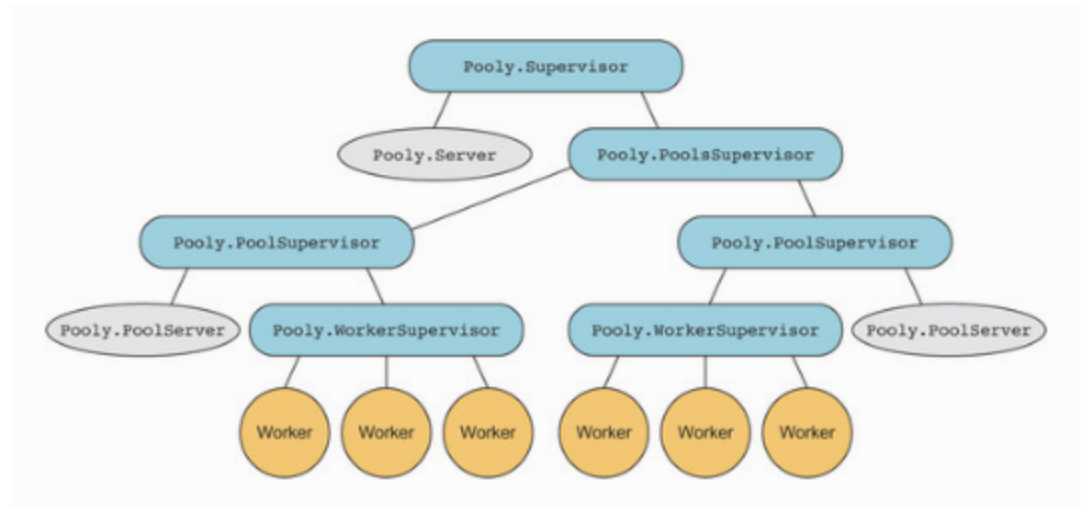 Pooly.Supervisor
Pooly.Server
Pooly.PoolsSupervisor
Pooly.PoolSupervisor
Pooly.PoolSupervisor
Pooly.PoolServer
Pooly.WorkerSupervisor
Pooly.WorkerSupervisor
Pooly.PoolServer
Worker
Worker
Worker
Worker
Worker
Worker